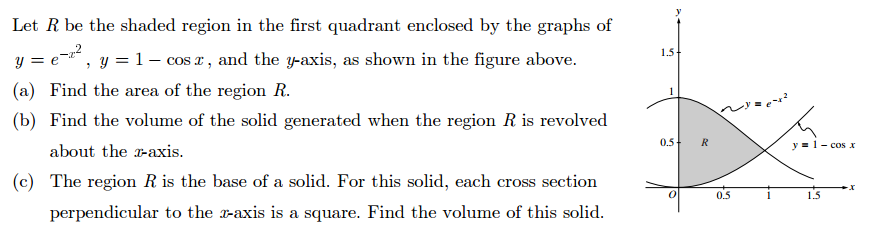 Let R be the shaded region in the first quadrant enclosed by the graphs of
y = e^{-x^2}, y = 1 − cos x, and the y-axis, as shown in the figure above.
(a) Find the area of the region R.
(b) Find the volume of the solid generated when the region R is revolved
about the x-axis.
(c) The region R is the base of a solid. For this solid, each cross section
perpendicular to the x-axis is a square. Find the volume of this solid.
y
1.5
1
y = e^{-x^2}
0.5
R
y = 1 − cos x
O
0.5
1
1.5
x